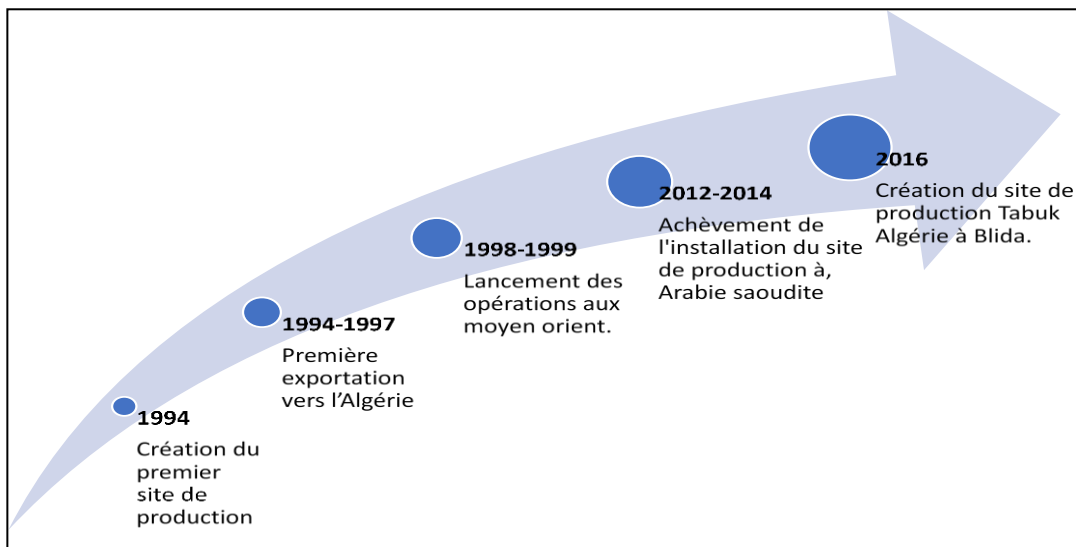 1994
Création du
premier
site de
production
1994-1997
Première
exportation
vers l’Algérie
1998-1999
Lancement des
opérations aux
moyen orient.
2012-2014
Achèvement de
l'installation du site
de production à,
Arabie saoudite
2016
Création du site de
production Tabuk
Algérie à Blida.